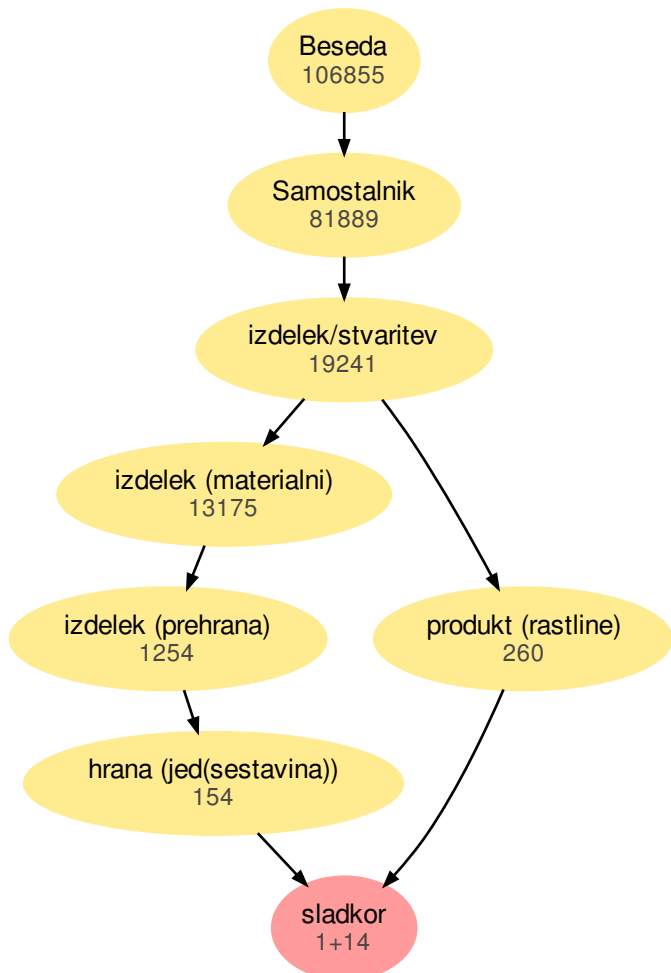 Beseda
106855
Samostalnik
81889
izdelek/stvaritev
19241
izdelek (materialni)
13175
izdelek (prehrana)
1254
produkt (rastline)
260
hrana (jed(sestavina))
154
sladkor
1+14